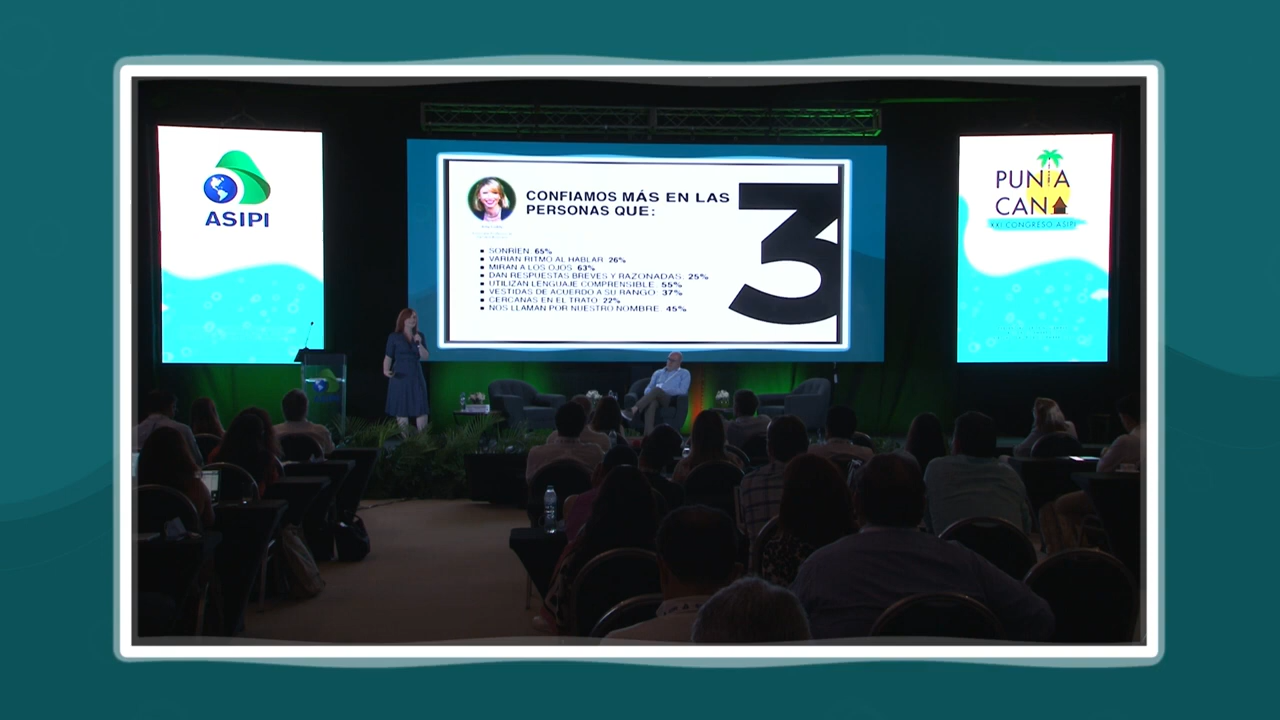 ASIPI
CONFIAMOS MÁS EN LAS
PERSONAS QUE:
3
SONRÍEN 65%
VARÍAN RITMO AL HABLAR 26%
MIRAN A LOS OJOS 63%
DAN RESPUESTAS BREVES Y RAZONADAS. 25%
UTILIZAN LENGUAJE COMPRENSIBLE 55%
VESTIDAS DE ACUERDO A SU RANGO 37%
CERCANAS EN EL TRATO 22%
NOS LLAMAN POR NUESTRO NOMBRE 45%
PUNTA
CANA
XXI CONGRESO ASIPI